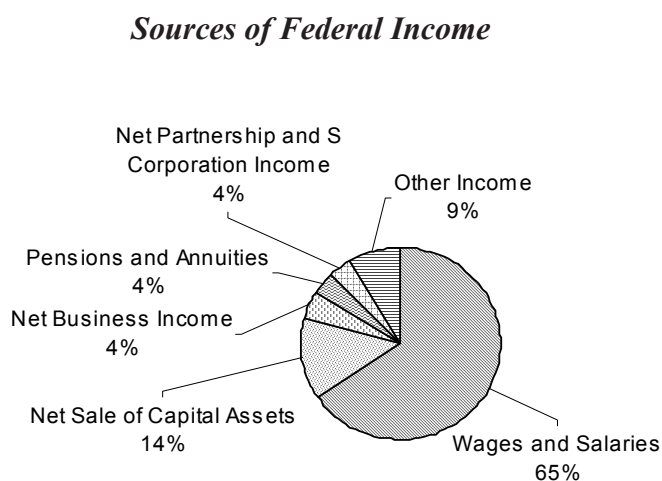 Sources of Federal Income
Net Partnership and S
Corporation Income
4%
Other Income
9%
Pensions and Annuities
4%
Net Business Income
4%
Net Sale of Capital Assets
14%
Wages and Salaries
65%